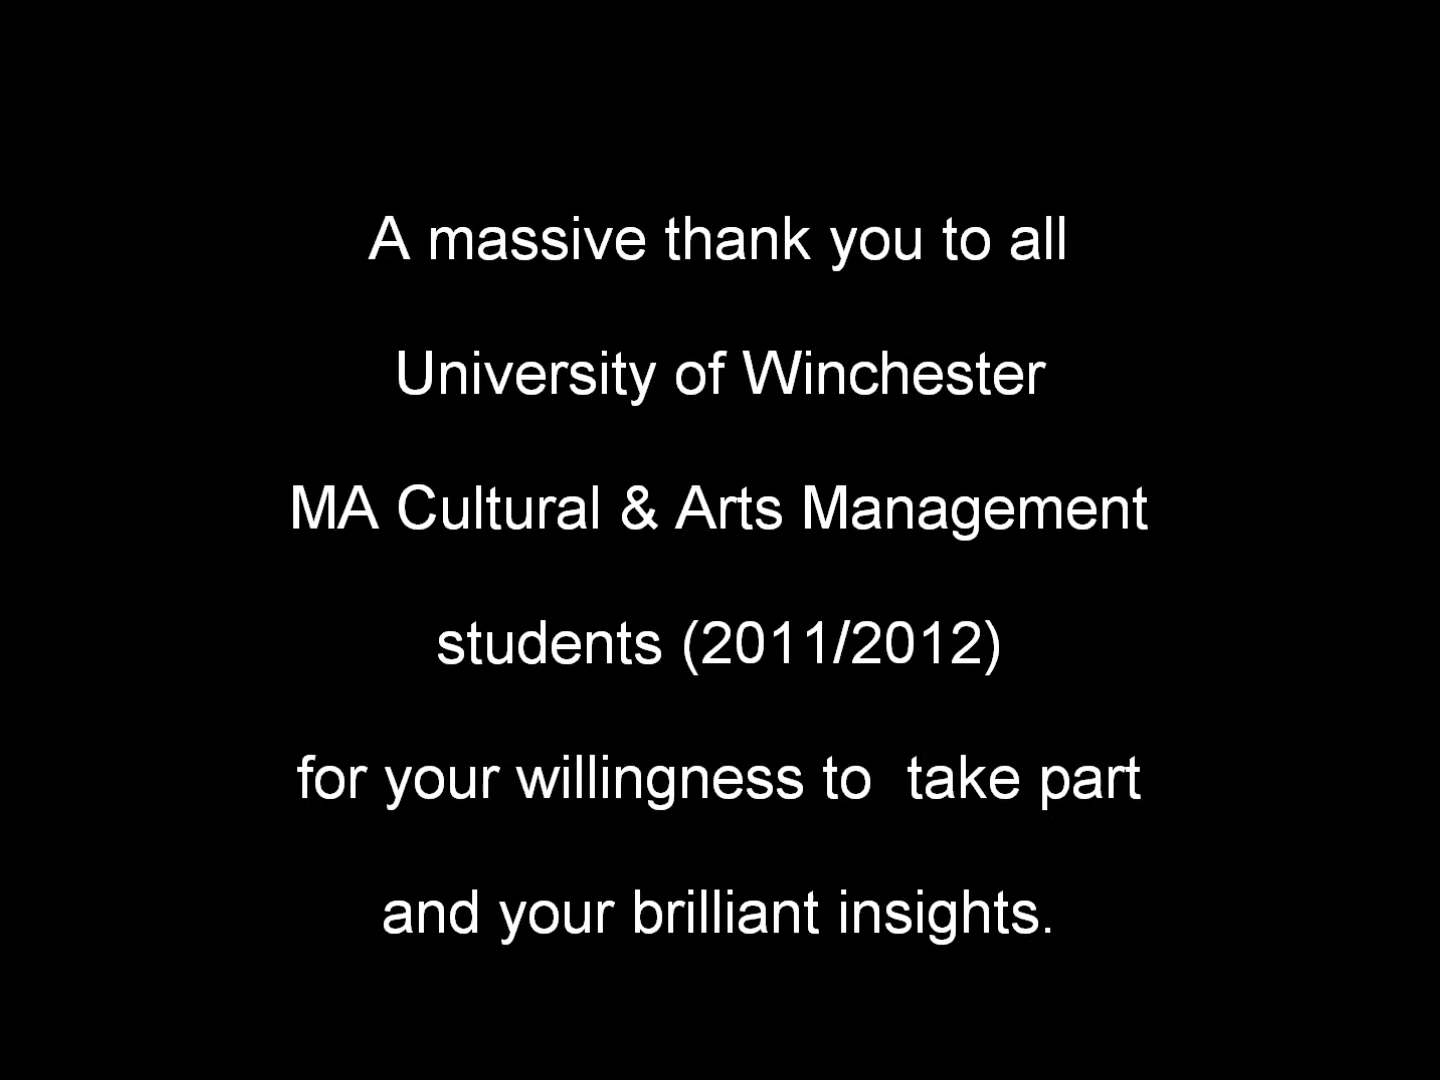 A massive thank you to all
University of Winchester
MA Cultural & Arts Management
students (2011/2012)
for your willingness to  take part
and your brilliant insights.